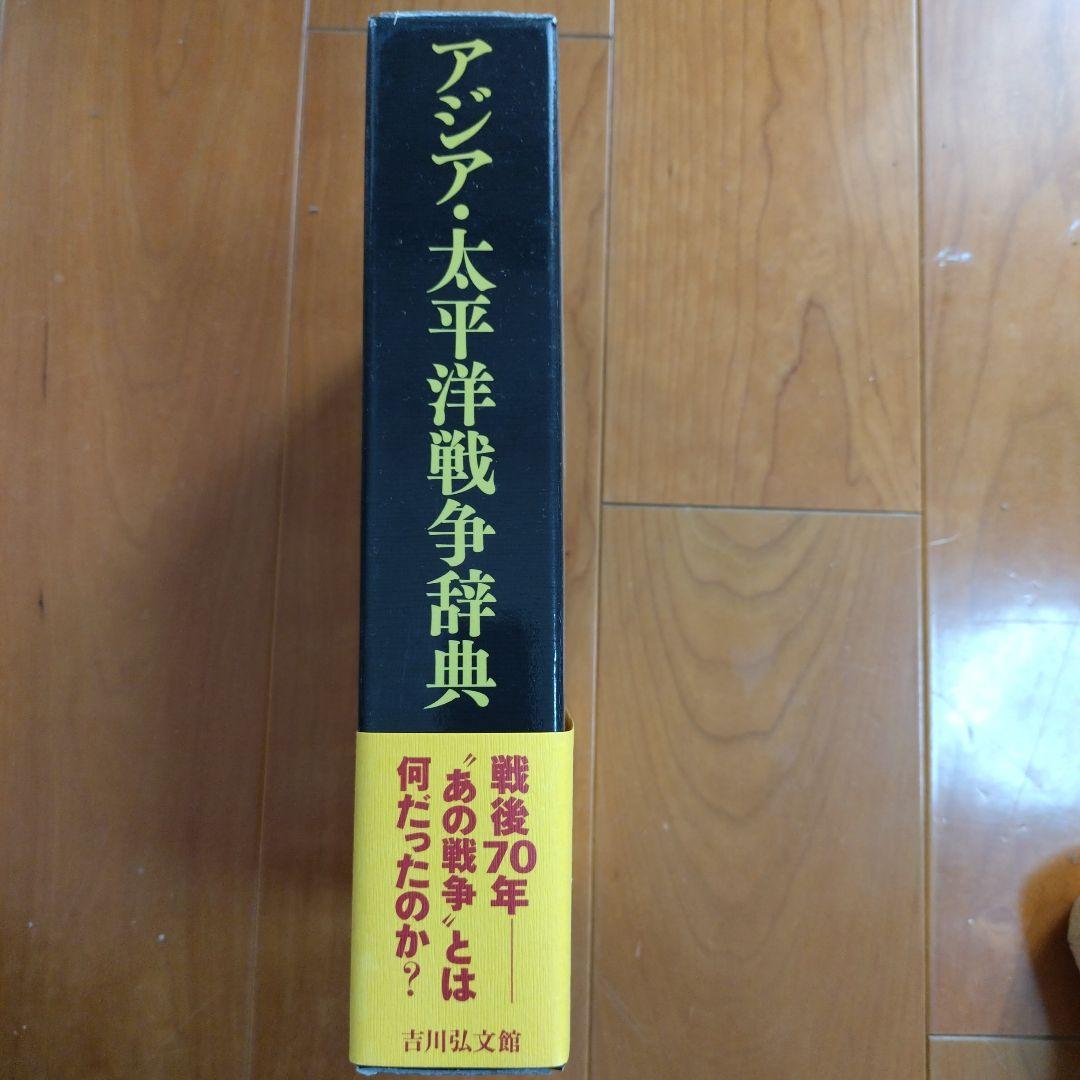 アジア・太平洋戦争辞典
戦後70年──
〝あの戦争〟とは
何だったのか?
吉川弘文館